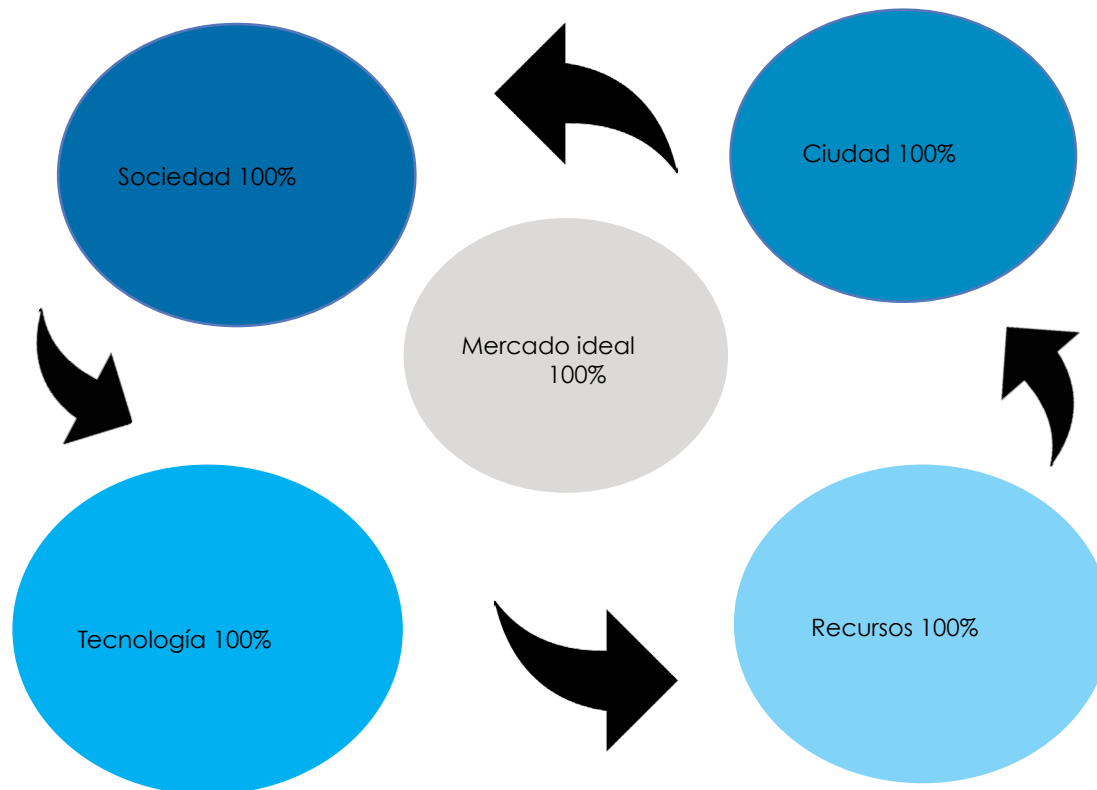 Sociedad 100%
Ciudad 100%
Mercado ideal
100%
Tecnología 100%
Recursos 100%